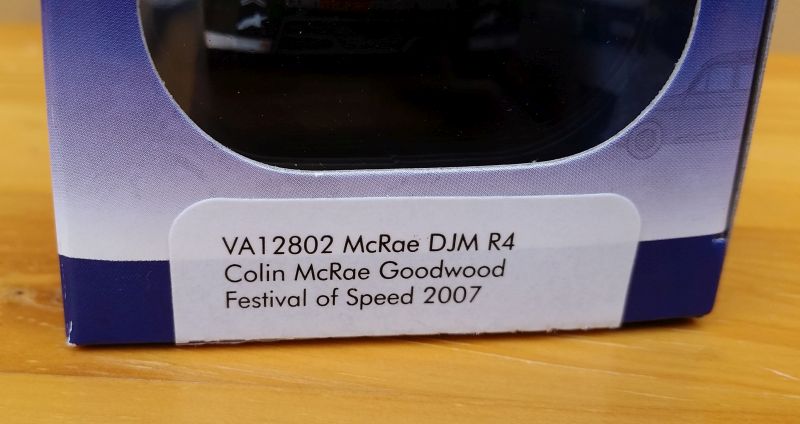 VA12802 McRae DJM R4
Colin McRae Goodwood
Festival of Speed 2007